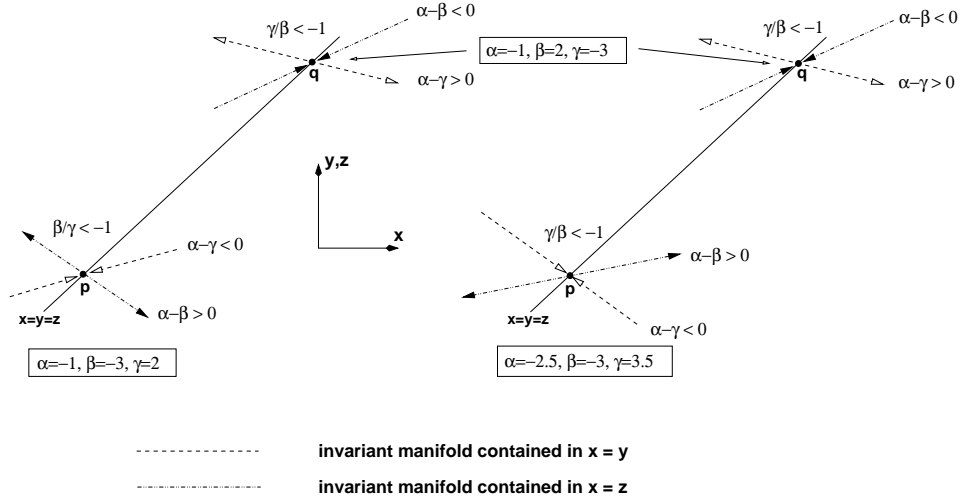 α−β<0
γ/β<−1
q
α−γ>0
α=−1, β=2, γ=−3
α−β<0
γ/β<−1
q
α−γ>0
y,z
x
β/γ<−1
α−γ<0
p
x=y=z
α−β>0
α=−1, β=−3, γ=2
γ/β<−1
α−β>0
p
x=y=z
α−γ<0
α=−2.5, β=−3, γ=3.5
invariant manifold contained in x = y
invariant manifold contained in x = z